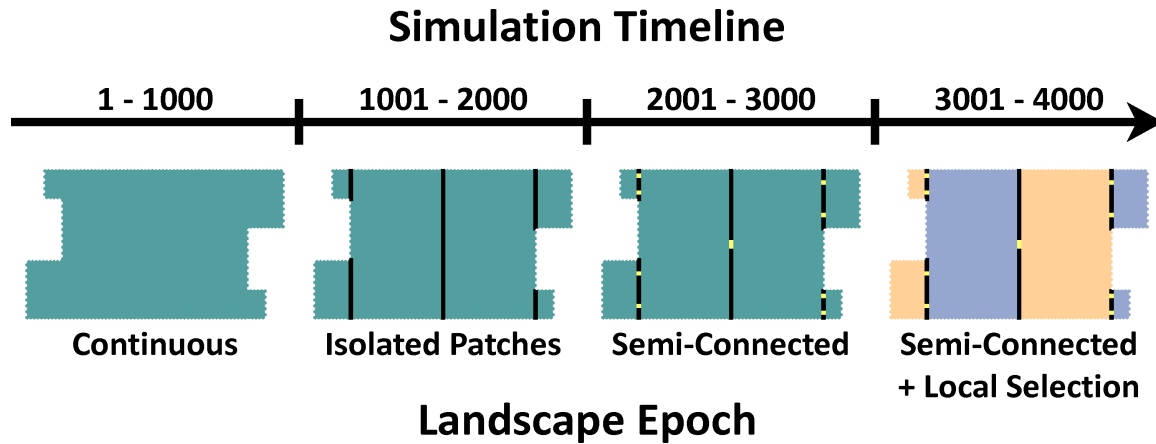 Simulation Timeline
1 - 1000
1001 - 2000
2001 - 3000
3001 - 4000
Continuous
Isolated Patches
Semi-Connected
Semi-Connected
+ Local Selection
Landscape Epoch